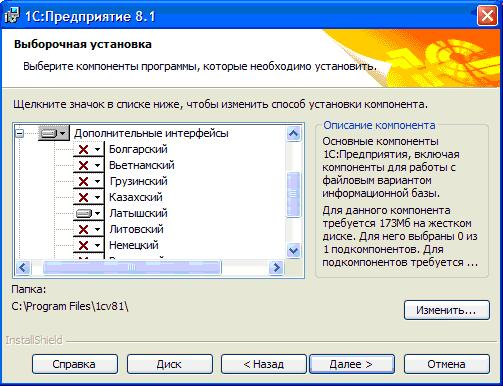 1С:Предприятие 8.1
Выборочная установка
Выберите компоненты программы, которые необходимо установить.
Щелкните значок в списке ниже, чтобы изменить способ установки компонента.
Дополнительные интерфейсы
Болгарский
Вьетнамский
Грузинский
Казахский
Латышский
Литовский
Немецкий
Описание компонента
Основные компоненты
1С:Предприятия, включая
компоненты для работы с
файловым вариантом
информационной базы.
Для данного компонента
требуется 173Мб на жестком
диске. Для него выбраны 0 из
1 подкомпонентов. Для
подкомпонентов требуется ...
Папка:
C:\Program Files\1cv81\
Изменить...
InstallShield
Справка
Диск
< Назад
Далее >
Отмена